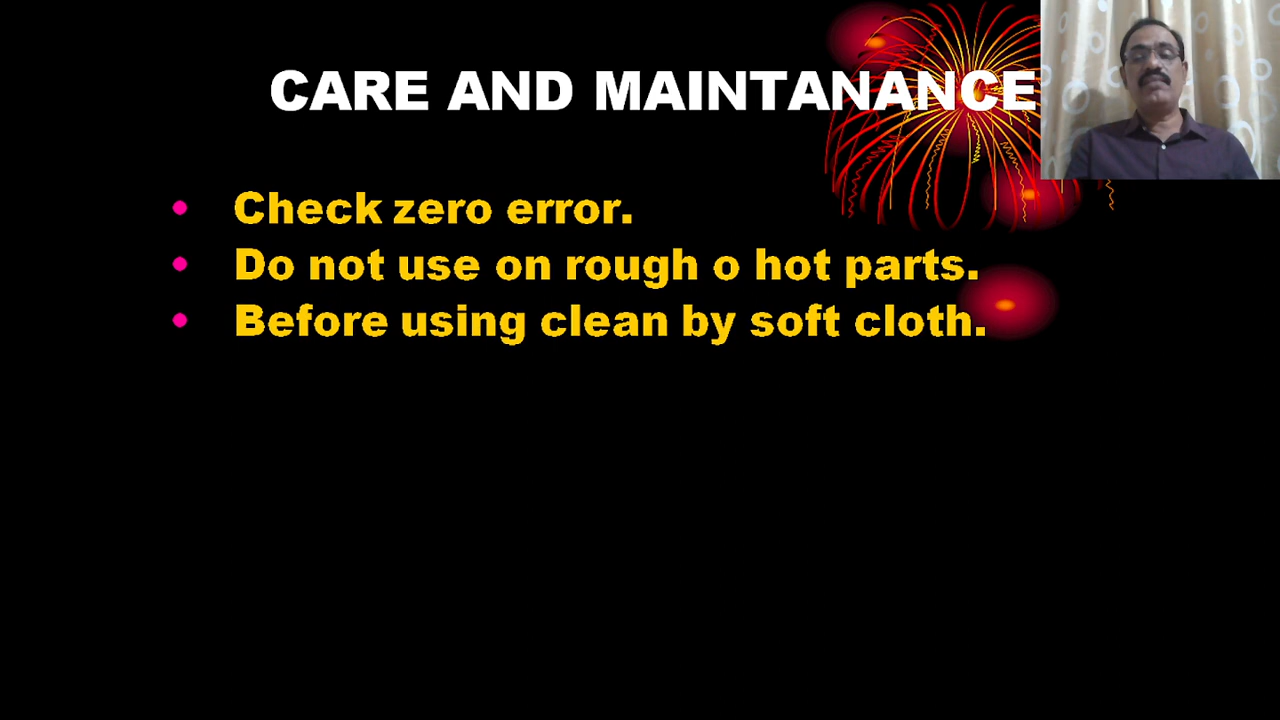 CARE AND MAINTANANCE
• Check zero error.
• Do not use on rough o hot parts.
• Before using clean by soft cloth.